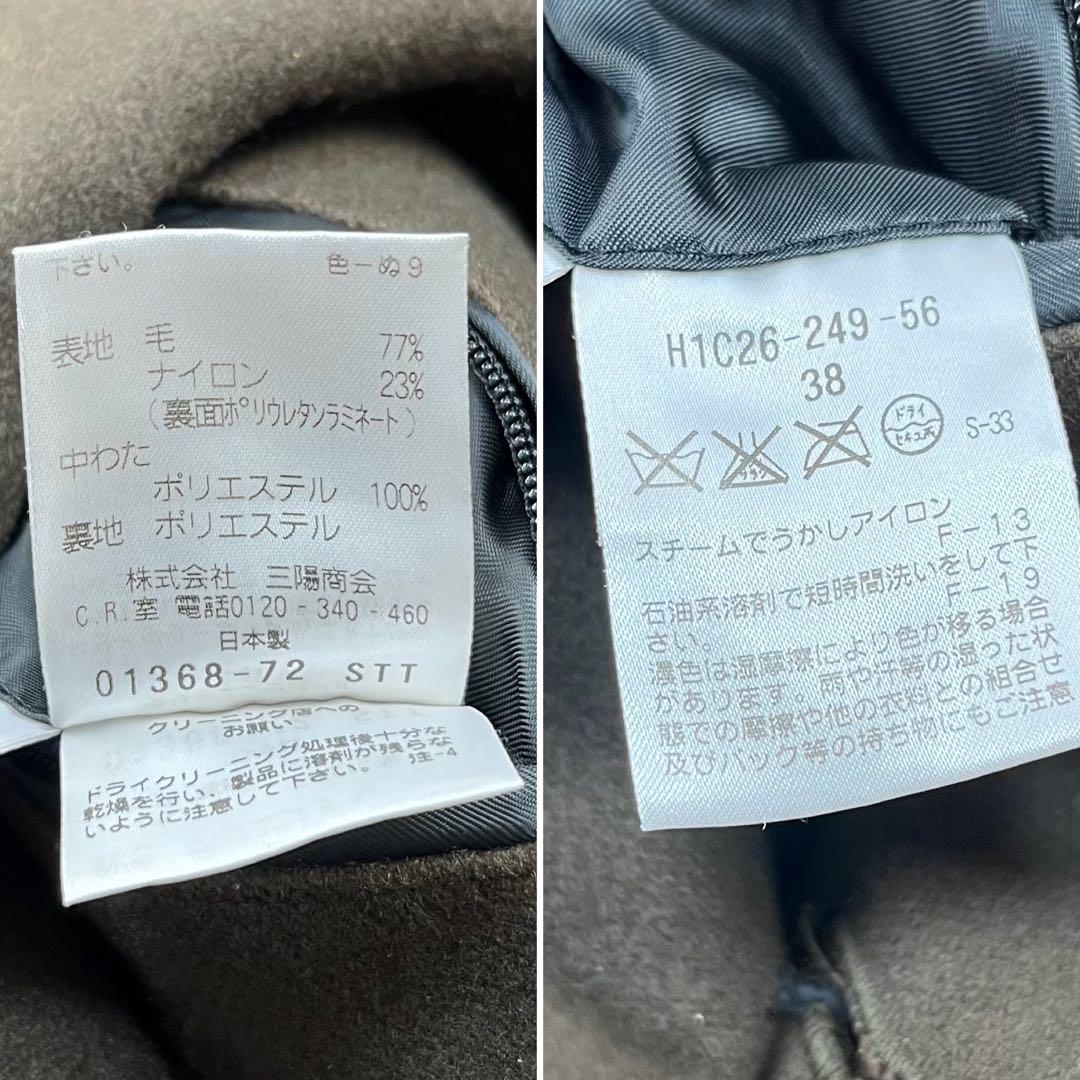 下さい。 色ーぬ9
表地 毛 77%
ナイロン 23%
(裏面ポリウレタンラミネート)
中わた
ポリエステル 100%
裏地 ポリエステル
株式会社 三陽商会
C.R.室 電話0120-340-460
日本製
01368-72 STT
クリーニング店への
お願い
ドライクリーニング処理後十分な
乾燥を行い、製品に溶剤が残らな
いように注意して下さい。 注-4
H1C26-249-56
38
エンソ
サラシ
ドライ
セキユ系
S-33
スチームでうかしアイロン
F-13
石油系溶剤で短時間洗いをして下
さい。 F-19
濃色は湿摩擦により色が移る場合
があります 雨や汗等の湿った状
態での摩擦や他の衣料との組合せ
及びバック等の持ち物にもご注意